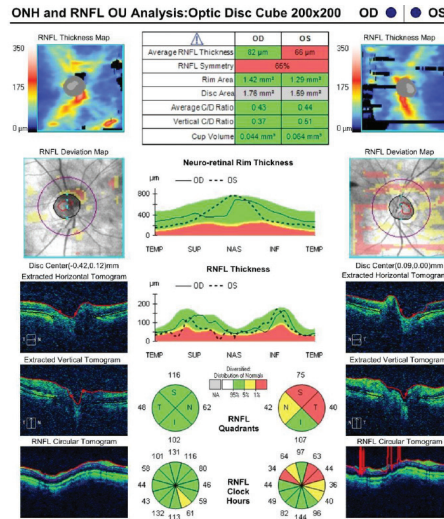 ONH and RNFL OU Analysis:Optic Disc Cube 200x200 OD OS
RNFL Thickness Map
350
175
0 µm
OD OS
Average RNFL Thickness 82 µm 66 µm
RNFL Symmetry 66%
Rim Area 1.42 mm² 1.29 mm²
Disc Area 1.76 mm² 1.59 mm²
Average C/D Ratio 0.43 0.44
Vertical C/D Ratio 0.37 0.51
Cup Volume 0.044 mm³ 0.054 mm³
RNFL Thickness Map
350
175
0 µm
RNFL Deviation Map
Neuro-retinal Rim Thickness
RNFL Deviation Map
µm OD OS
800
400
0
TEMP SUP NAS INF TEMP
Disc Center(-0.42,0.12)mm
RNFL Thickness
Disc Center(0.09,0.00)mm
Extracted Horizontal Tomogram
Extracted Horizontal Tomogram
µm OD OS
200
100
0
TEMP SUP NAS INF TEMP
Extracted Vertical Tomogram
Extracted Vertical Tomogram
Diversified
Distribution of Normals
NA 95% 5% 1%
116
S
48 T N 62
I
102
75
S
42 N T 40
I
107
RNFL
Quadrants
RNFL Circular Tomogram
RNFL Circular Tomogram
RNFL
Clock
Hours
131
101 116
58 80
44 46
43 59
132 61
113
97
64 63
34 44
36
49 40
82 96
144